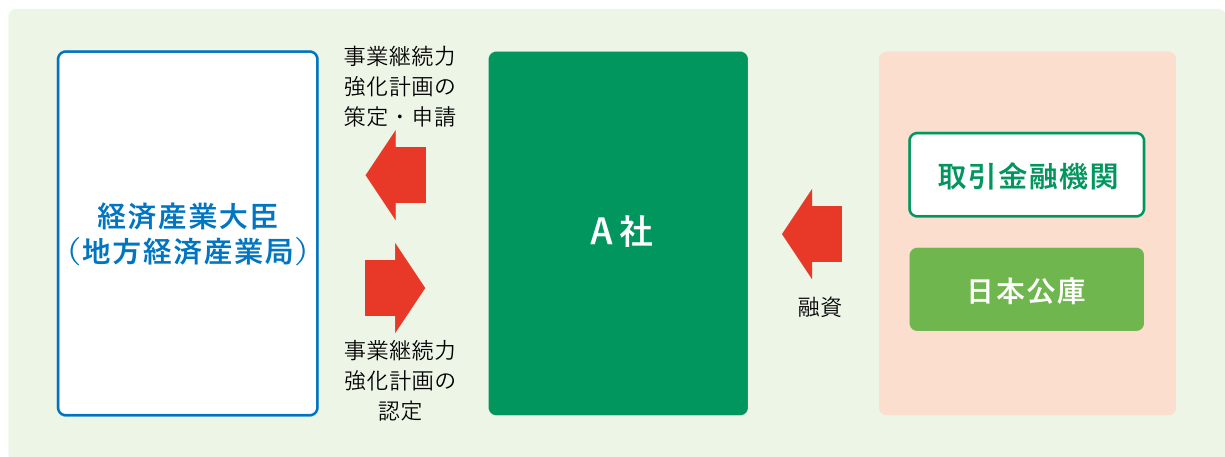 経済産業大臣
（地方経済産業局）
事業継続力
強化計画の
策定・申請
事業継続力
強化計画の
認定
A社
融資
取引金融機関
日本公庫